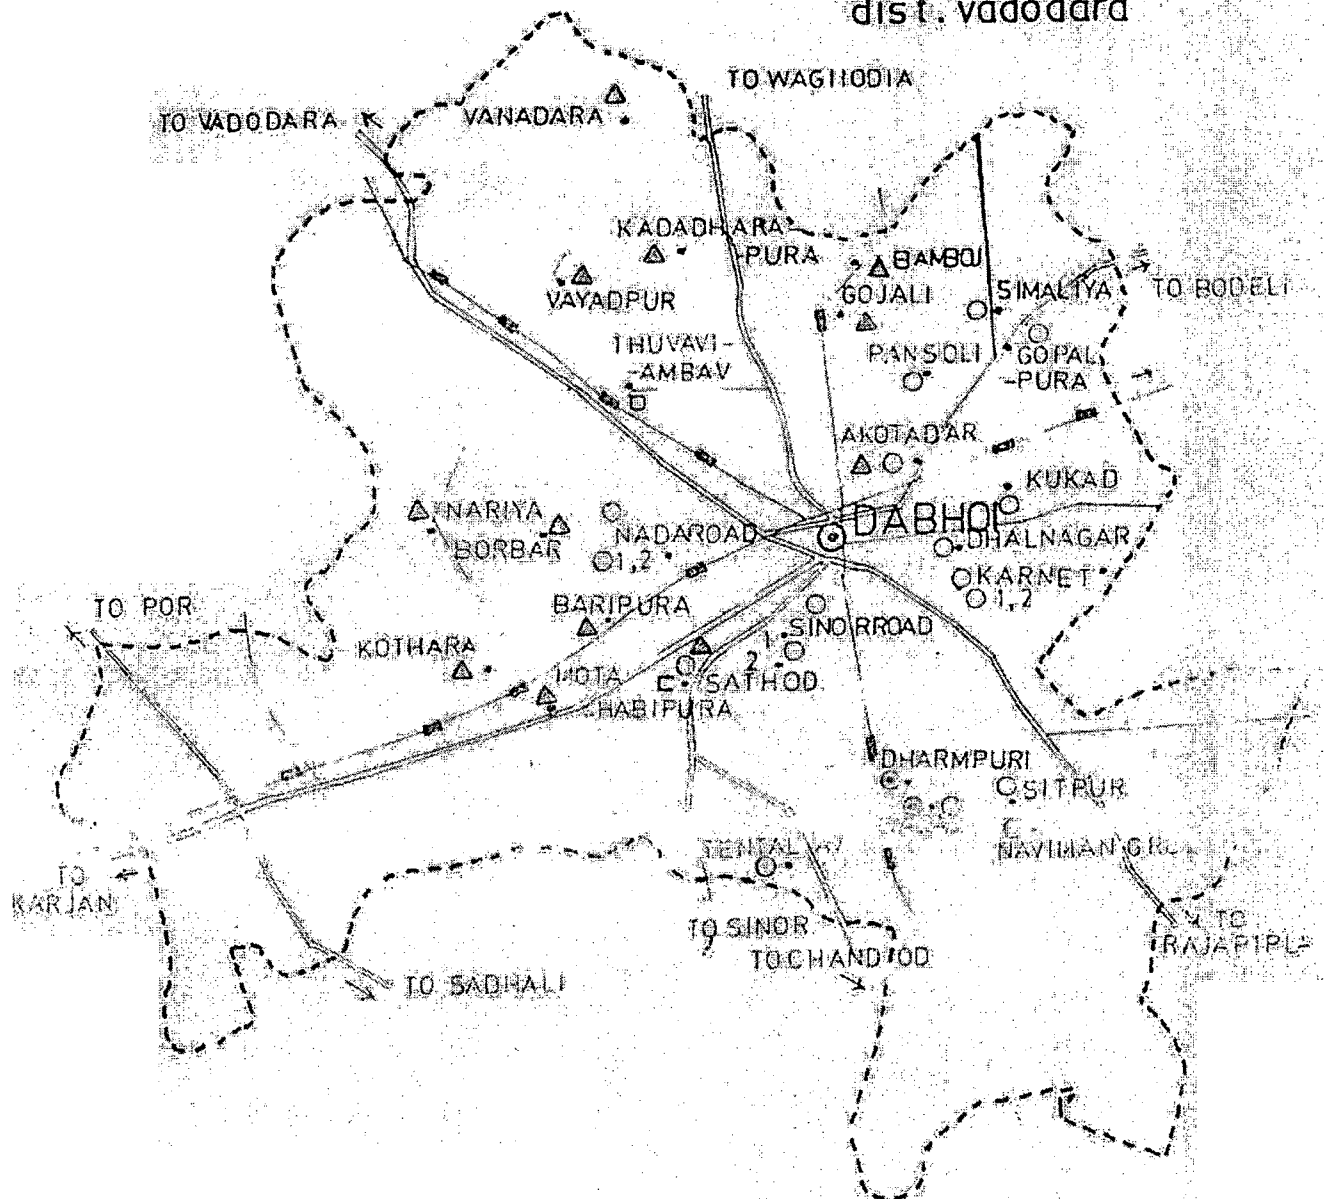 dist. vadodara
TO WAGHODIA
TO VADODARA
VANADARA
KADADHARA-
-PURA
BAMBOJ
VAYADPUR
GOJALI
SIMALIYA
TO BODELI
THUVAVI-
-AMBAV
PANSOLI
GOPAL
-PURA
AKOTADAR
KUKAD
NARIYA
BORBAR
NADAROAD
1,2
DABHOI
DHALNAGAR
KARNET
1,2
TO POR
BARIPURA
SINORROAD
1
2
KOTHARA
MOTA
-HABIPURA
SATHOD
DHARMPURI
SITPUR
TO
KARJAN
TO SINOR
TO CHANDOD
TO
RAJAPIPLA
TO SADHALI